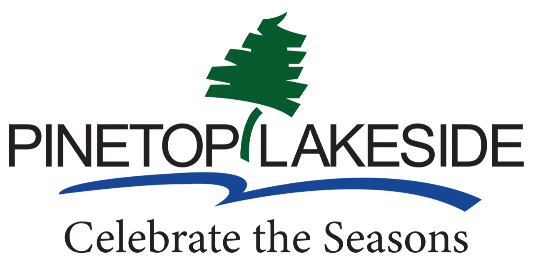 PINETOP LAKESIDE
Celebrate the Seasons